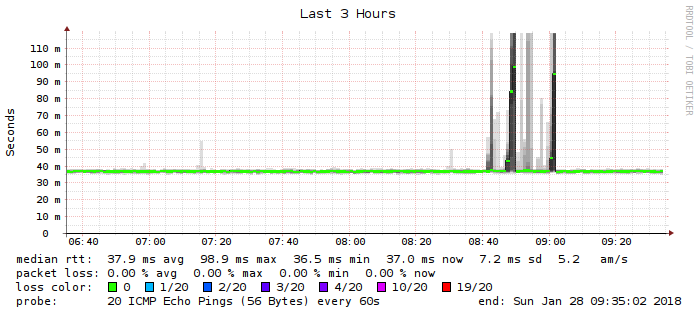 Last 3 Hours
RRDTOOL / TOBI OETIKER
Seconds
110 m
100 m
90 m
80 m
70 m
60 m
50 m
40 m
30 m
20 m
10 m
0
06:40 07:00 07:20 07:40 08:00 08:20 08:40 09:00 09:20
median rtt: 37.9 ms avg 98.9 ms max 36.5 ms min 37.0 ms now 7.2 ms sd 5.2 am/s
packet loss: 0.00 % avg 0.00 % max 0.00 % min 0.00 % now
loss color: 0 1/20 2/20 3/20 4/20 10/20 19/20
probe: 20 ICMP Echo Pings (56 Bytes) every 60s end: Sun Jan 28 09:35:02 2018